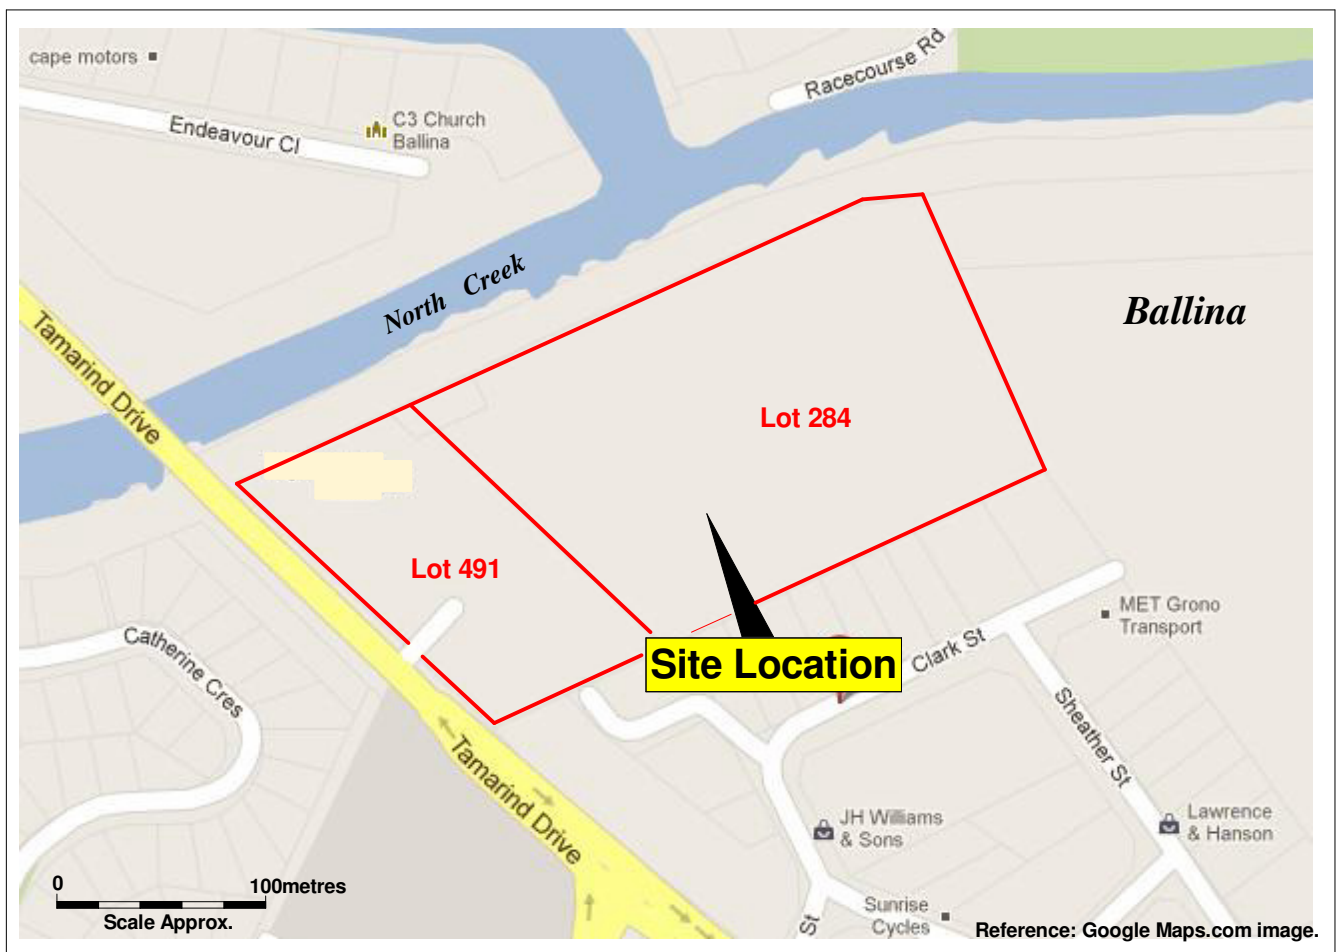 cape motors
Racecourse Rd
Endeavour Cl
C3 Church
Ballina
North Creek
Ballina
Tamarind Drive
Lot 284
Lot 491
MET Grono
Transport
Catherine Cres
Site Location
Clark St
Sheather St
Tamarind Drive
JH Williams
& Sons
Lawrence
& Hanson
0
100metres
Scale Approx.
Sunrise
Cycles
St
Reference: Google Maps.com image.